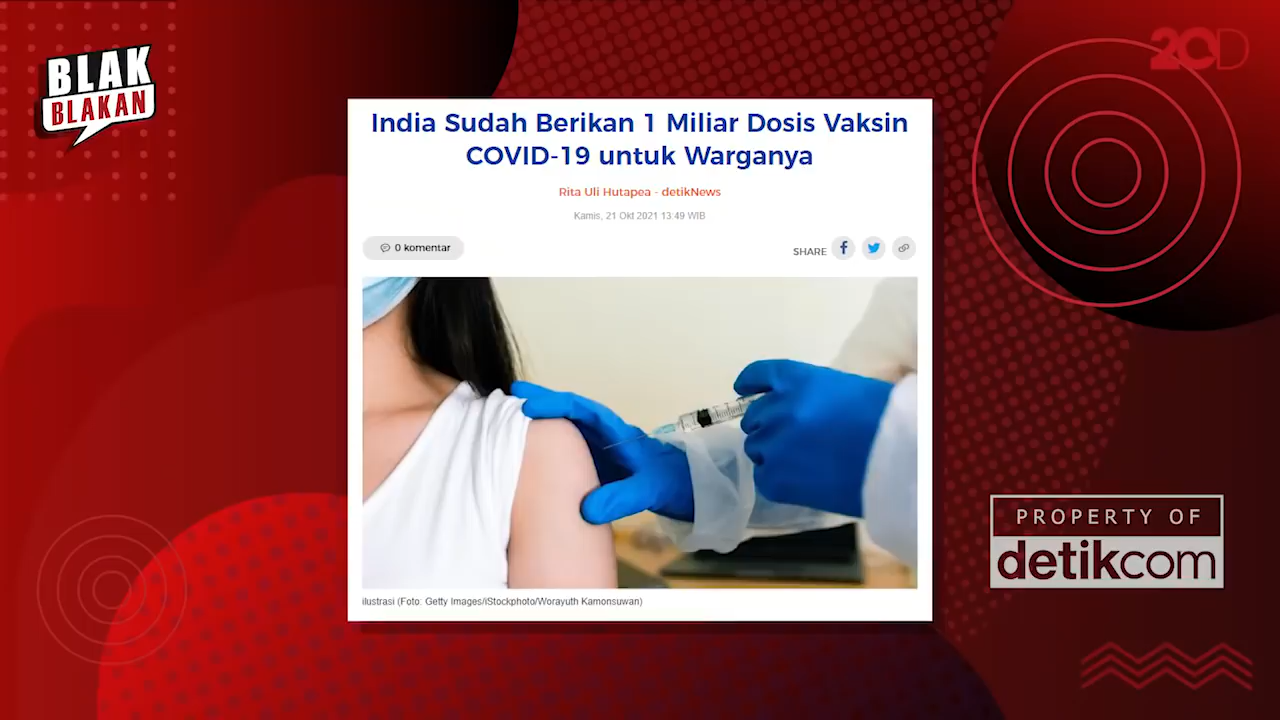 BLAK
BLAKAN
20D
India Sudah Berikan 1 Miliar Dosis Vaksin
COVID-19 untuk Warganya
Rita Uli Hutapea - detikNews
Kamis, 21 Okt 2021 13:49 WIB
0 komentar
SHARE
PROPERTY OF
detikcom
ilustrasi (Foto: Getty Images/iStockphoto/Worayuth Kamonsuwan)